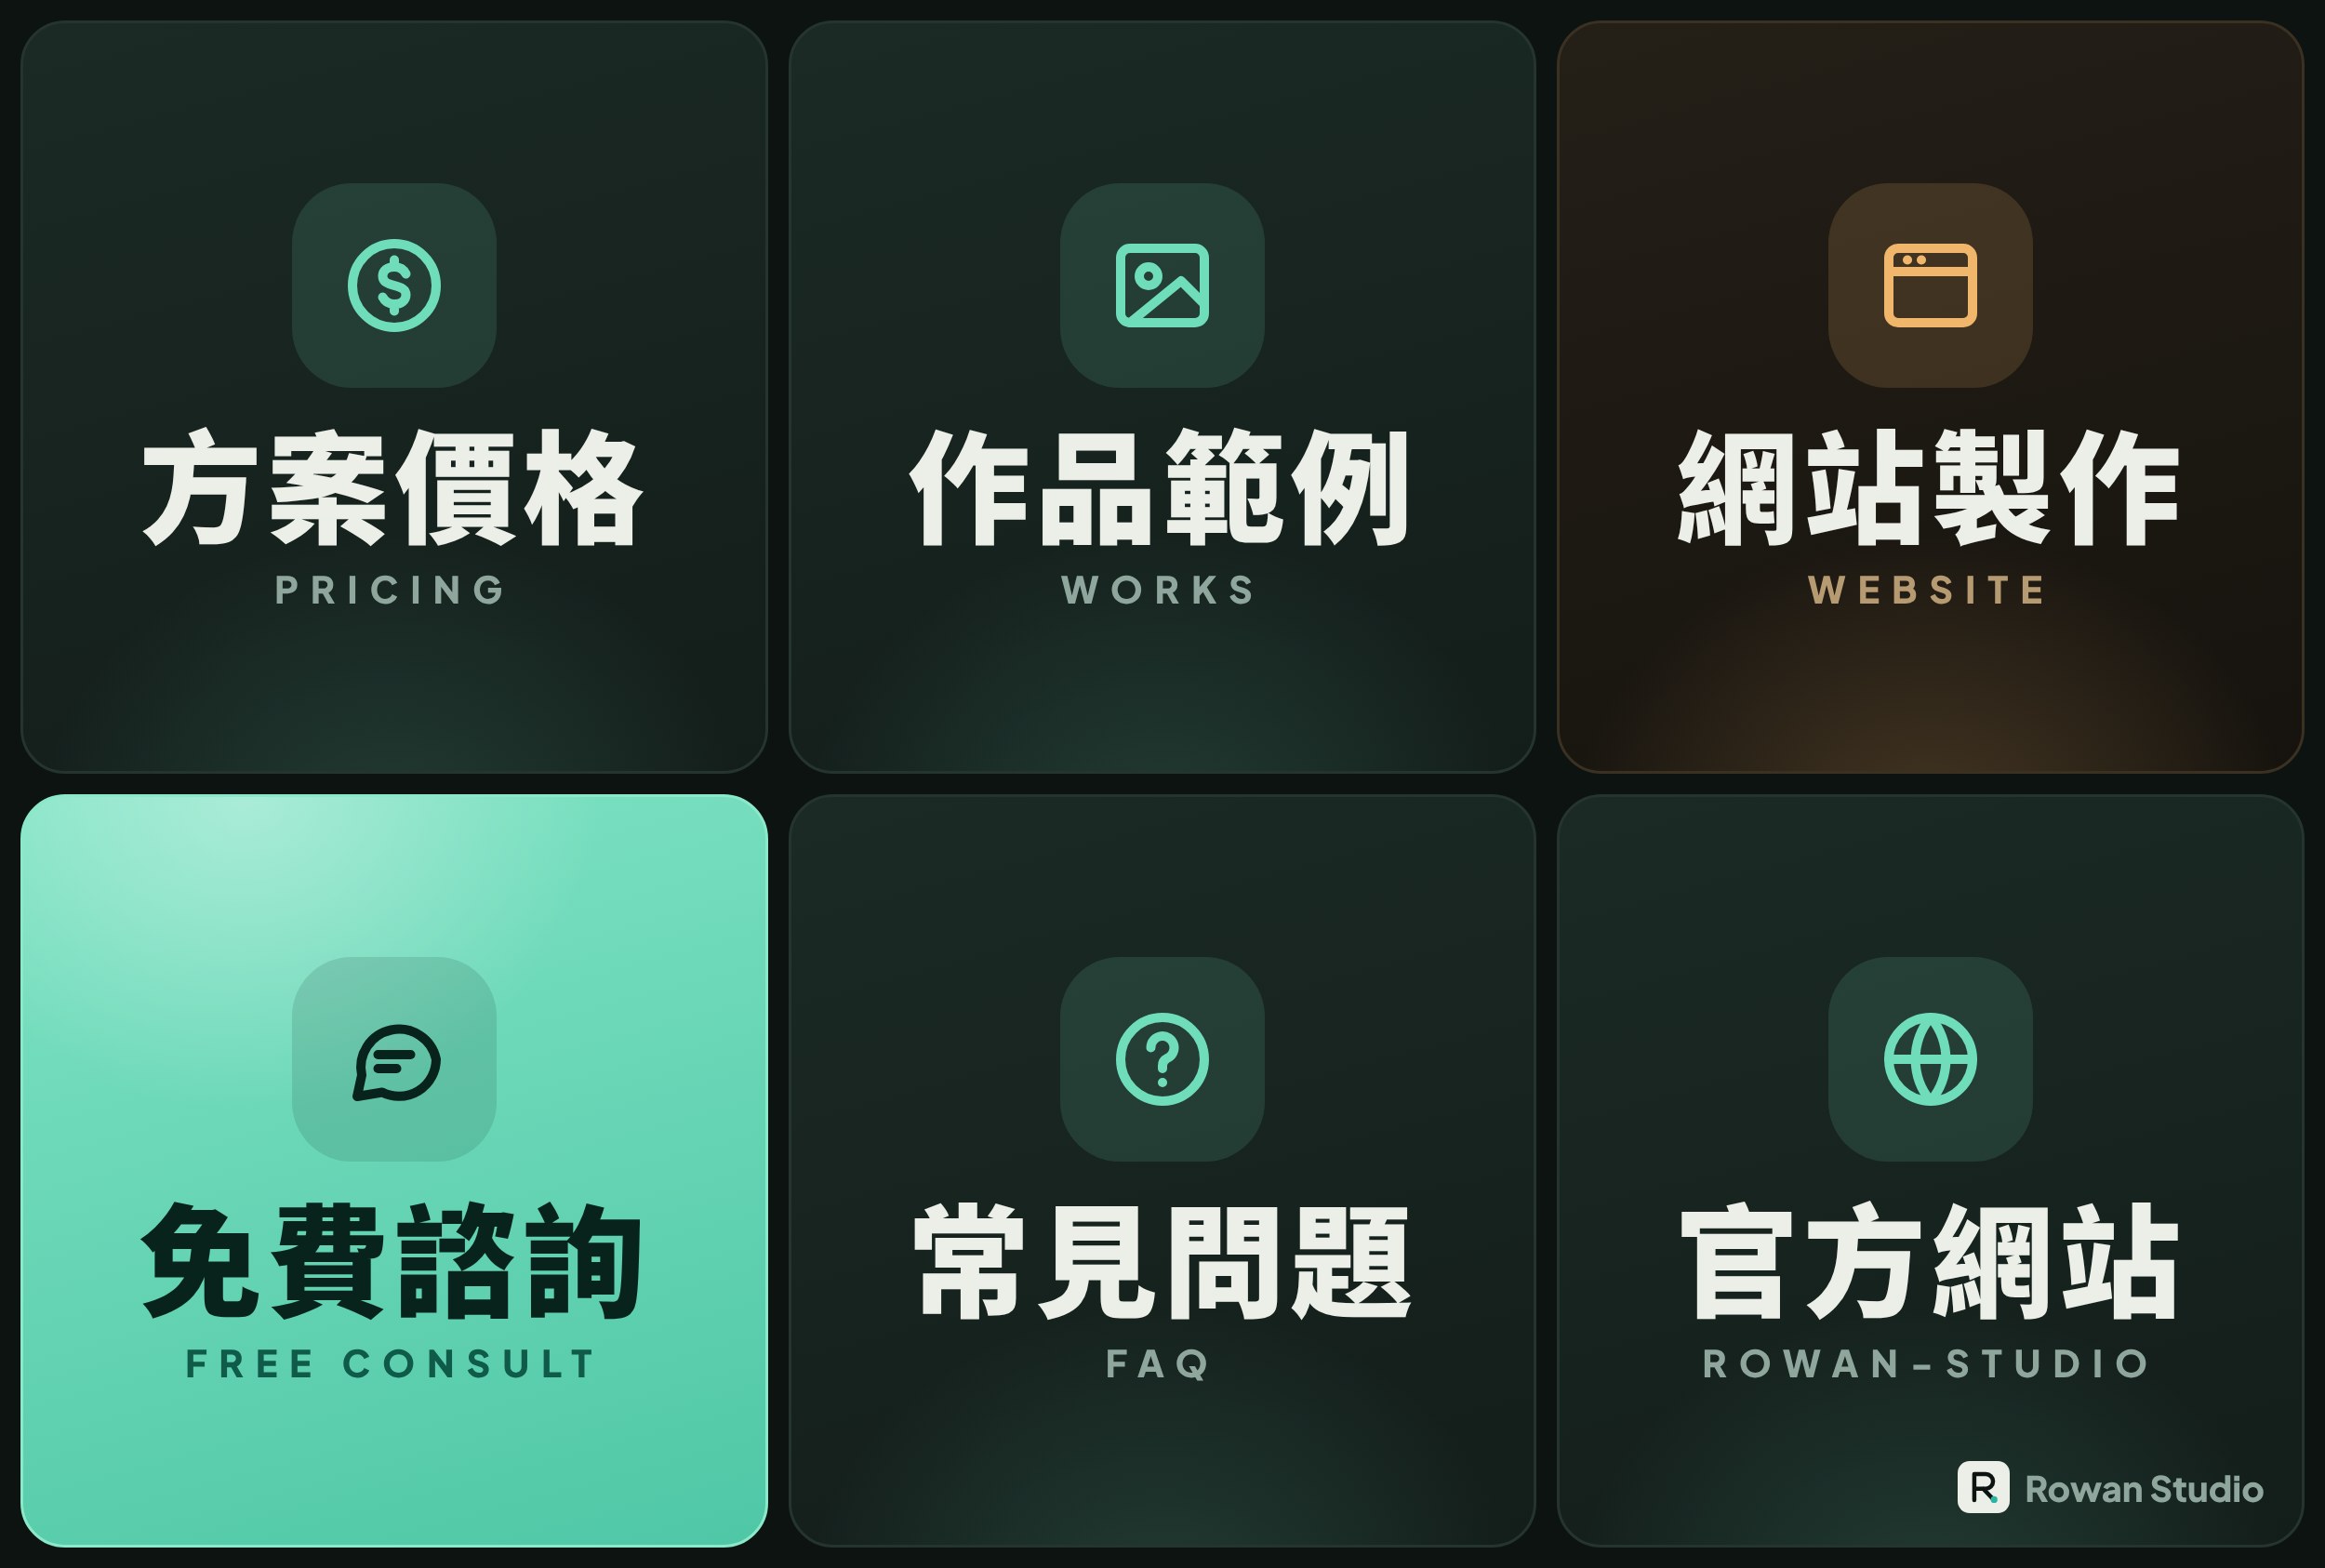 方案價格
PRICING
作品範例
WORKS
網站製作
WEBSITE
免費諮詢
FREE CONSULT
常見問題
FAQ
官方網站
ROWAN-STUDIO
R Rowan Studio